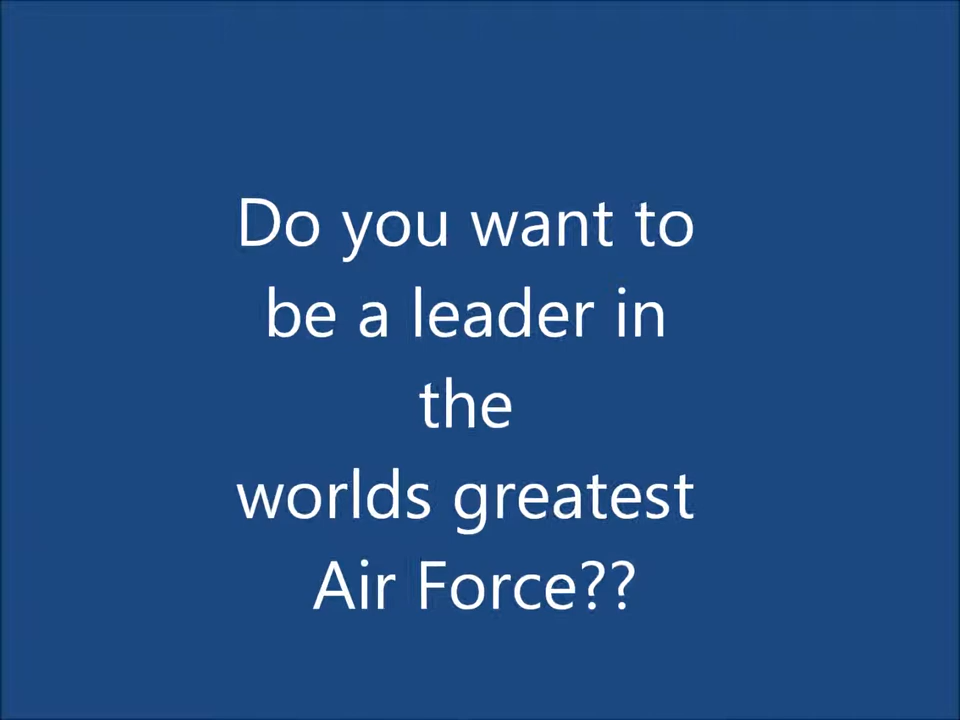 Do you want to
be a leader in
the
worlds greatest
Air Force??